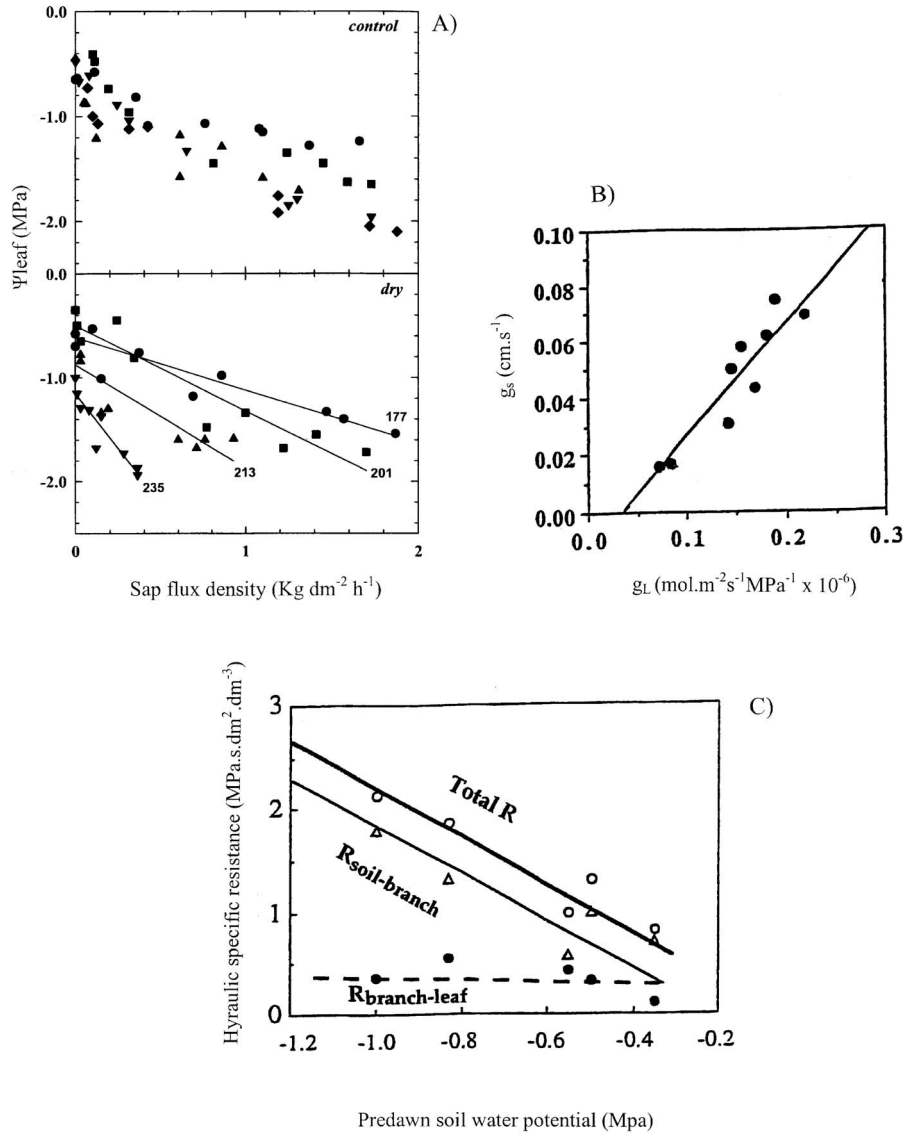 A)
control
0.0
-1.0
-2.0
0.0
dry
-1.0
-2.0
177
213
201
235
0
1
2
Ψleaf (MPa)
Sap flux density (Kg dm-2 h-1)
B)
0.10
0.08
0.06
0.04
0.02
0.00
0.0
0.1
0.2
0.3
gs (cm.s-1)
gL (mol.m-2s-1MPa-1 x 10-6)
C)
3
2
1
0
Total R
Rsoil-branch
Rbranch-leaf
-1.2
-1.0
-0.8
-0.6
-0.4
-0.2
Hyraulic specific resistance (MPa.s.dm2.dm-3)
Predawn soil water potential (Mpa)